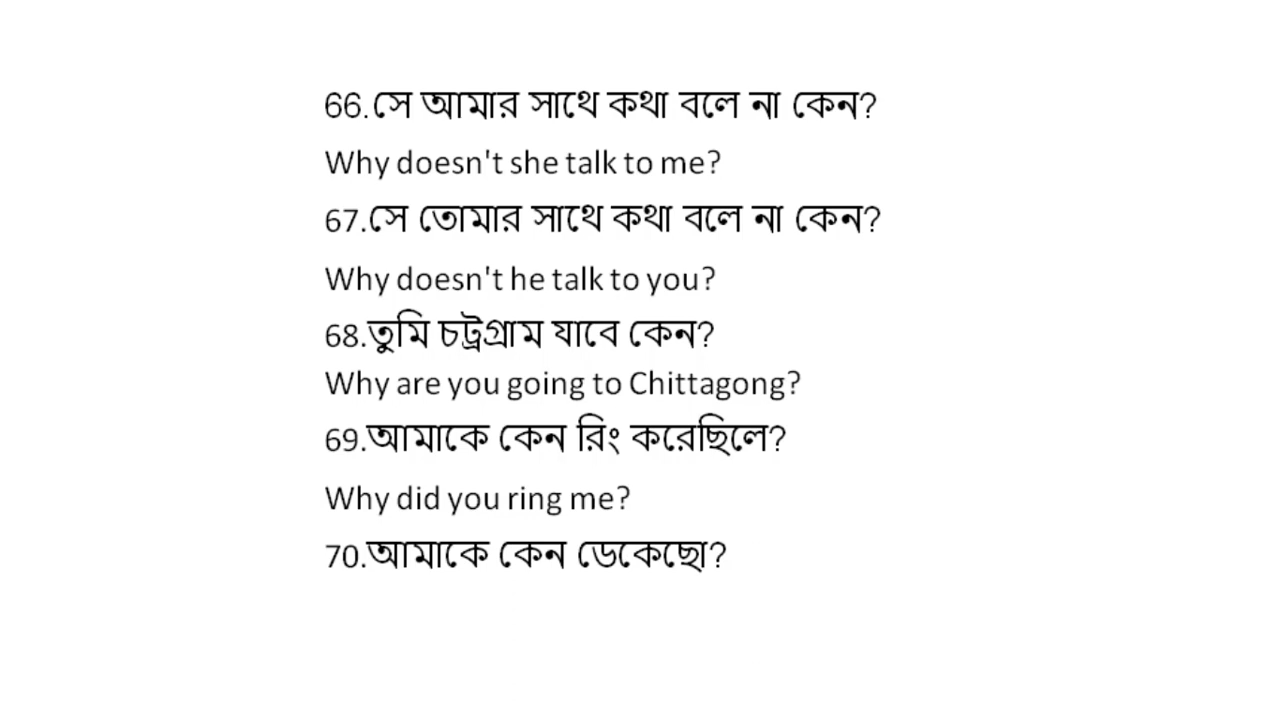 66.সে আমার সাথে কথা বলে না কেন?
Why doesn't she talk to me?
67.সে তোমার সাথে কথা বলে না কেন?
Why doesn't he talk to you?
68.তুমি চট্রগ্রাম যাবে কেন?
Why are you going to Chittagong?
69.আমাকে কেন রিং করেছিলে?
Why did you ring me?
70.আমাকে কেন ডেকেছো?